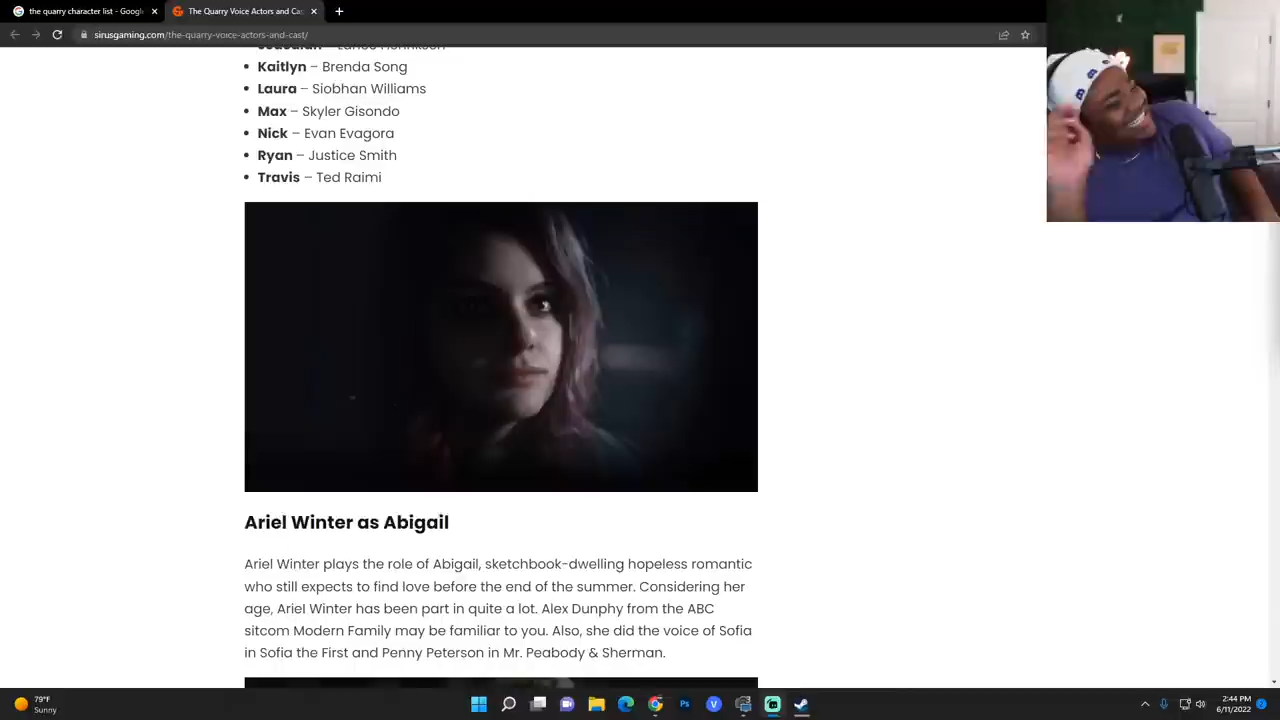 the quarry character list - Google
The Quarry Voice Actors and Cas
sirusgaming.com/the-quarry-voice-actors-and-cast/
Kaitlyn – Brenda Song
Laura – Siobhan Williams
Max – Skyler Gisondo
Nick – Evan Evagora
Ryan – Justice Smith
Travis – Ted Raimi
Ariel Winter as Abigail
Ariel Winter plays the role of Abigail, sketchbook-dwelling hopeless romantic
who still expects to find love before the end of the summer. Considering her
age, Ariel Winter has been part in quite a lot. Alex Dunphy from the ABC
sitcom Modern Family may be familiar to you. Also, she did the voice of Sofia
in Sofia the First and Penny Peterson in Mr. Peabody & Sherman.
79°F
Sunny
2:44 PM
6/11/2022